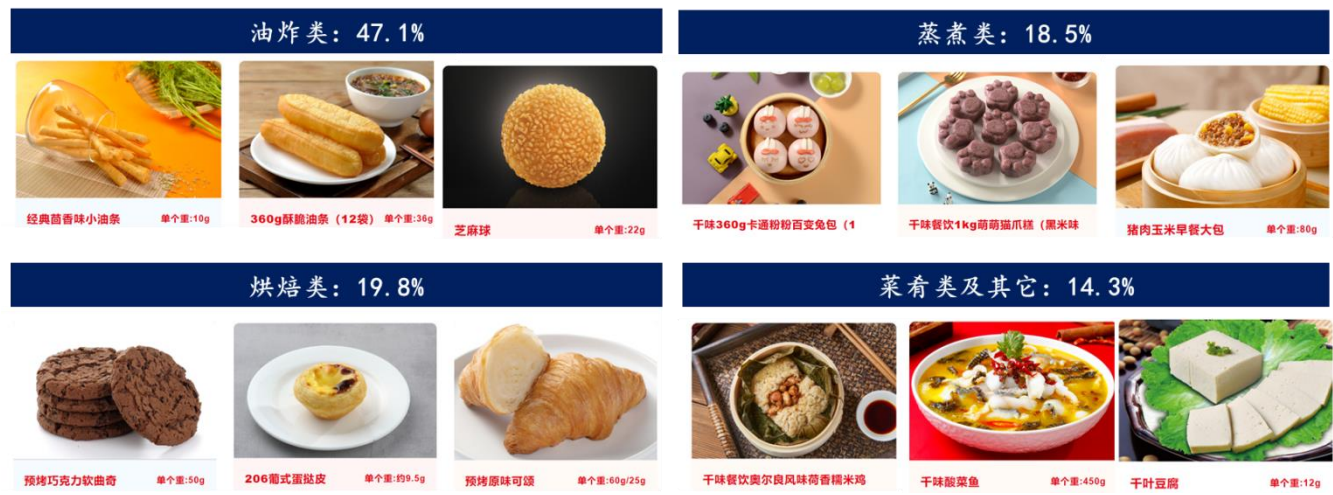 油炸类：47.1%
经典茴香味小油条 单个重:10g
360g酥脆油条（12袋） 单个重:36g
芝麻球 单个重:22g
蒸煮类：18.5%
千味360g卡通粉粉百变兔包（1
千味餐饮1kg萌萌猫爪糕（黑米味
猪肉玉米早餐大包 单个重:80g
烘焙类：19.8%
预烤巧克力软曲奇 单个重:50g
206葡式蛋挞皮 单个重:约9.5g
预烤原味可颂 单个重:60g/25g
菜肴类及其它：14.3%
千味餐饮奥尔良风味荷香糯米鸡
千味酸菜鱼 单个重:450g
千叶豆腐 单个重:12g